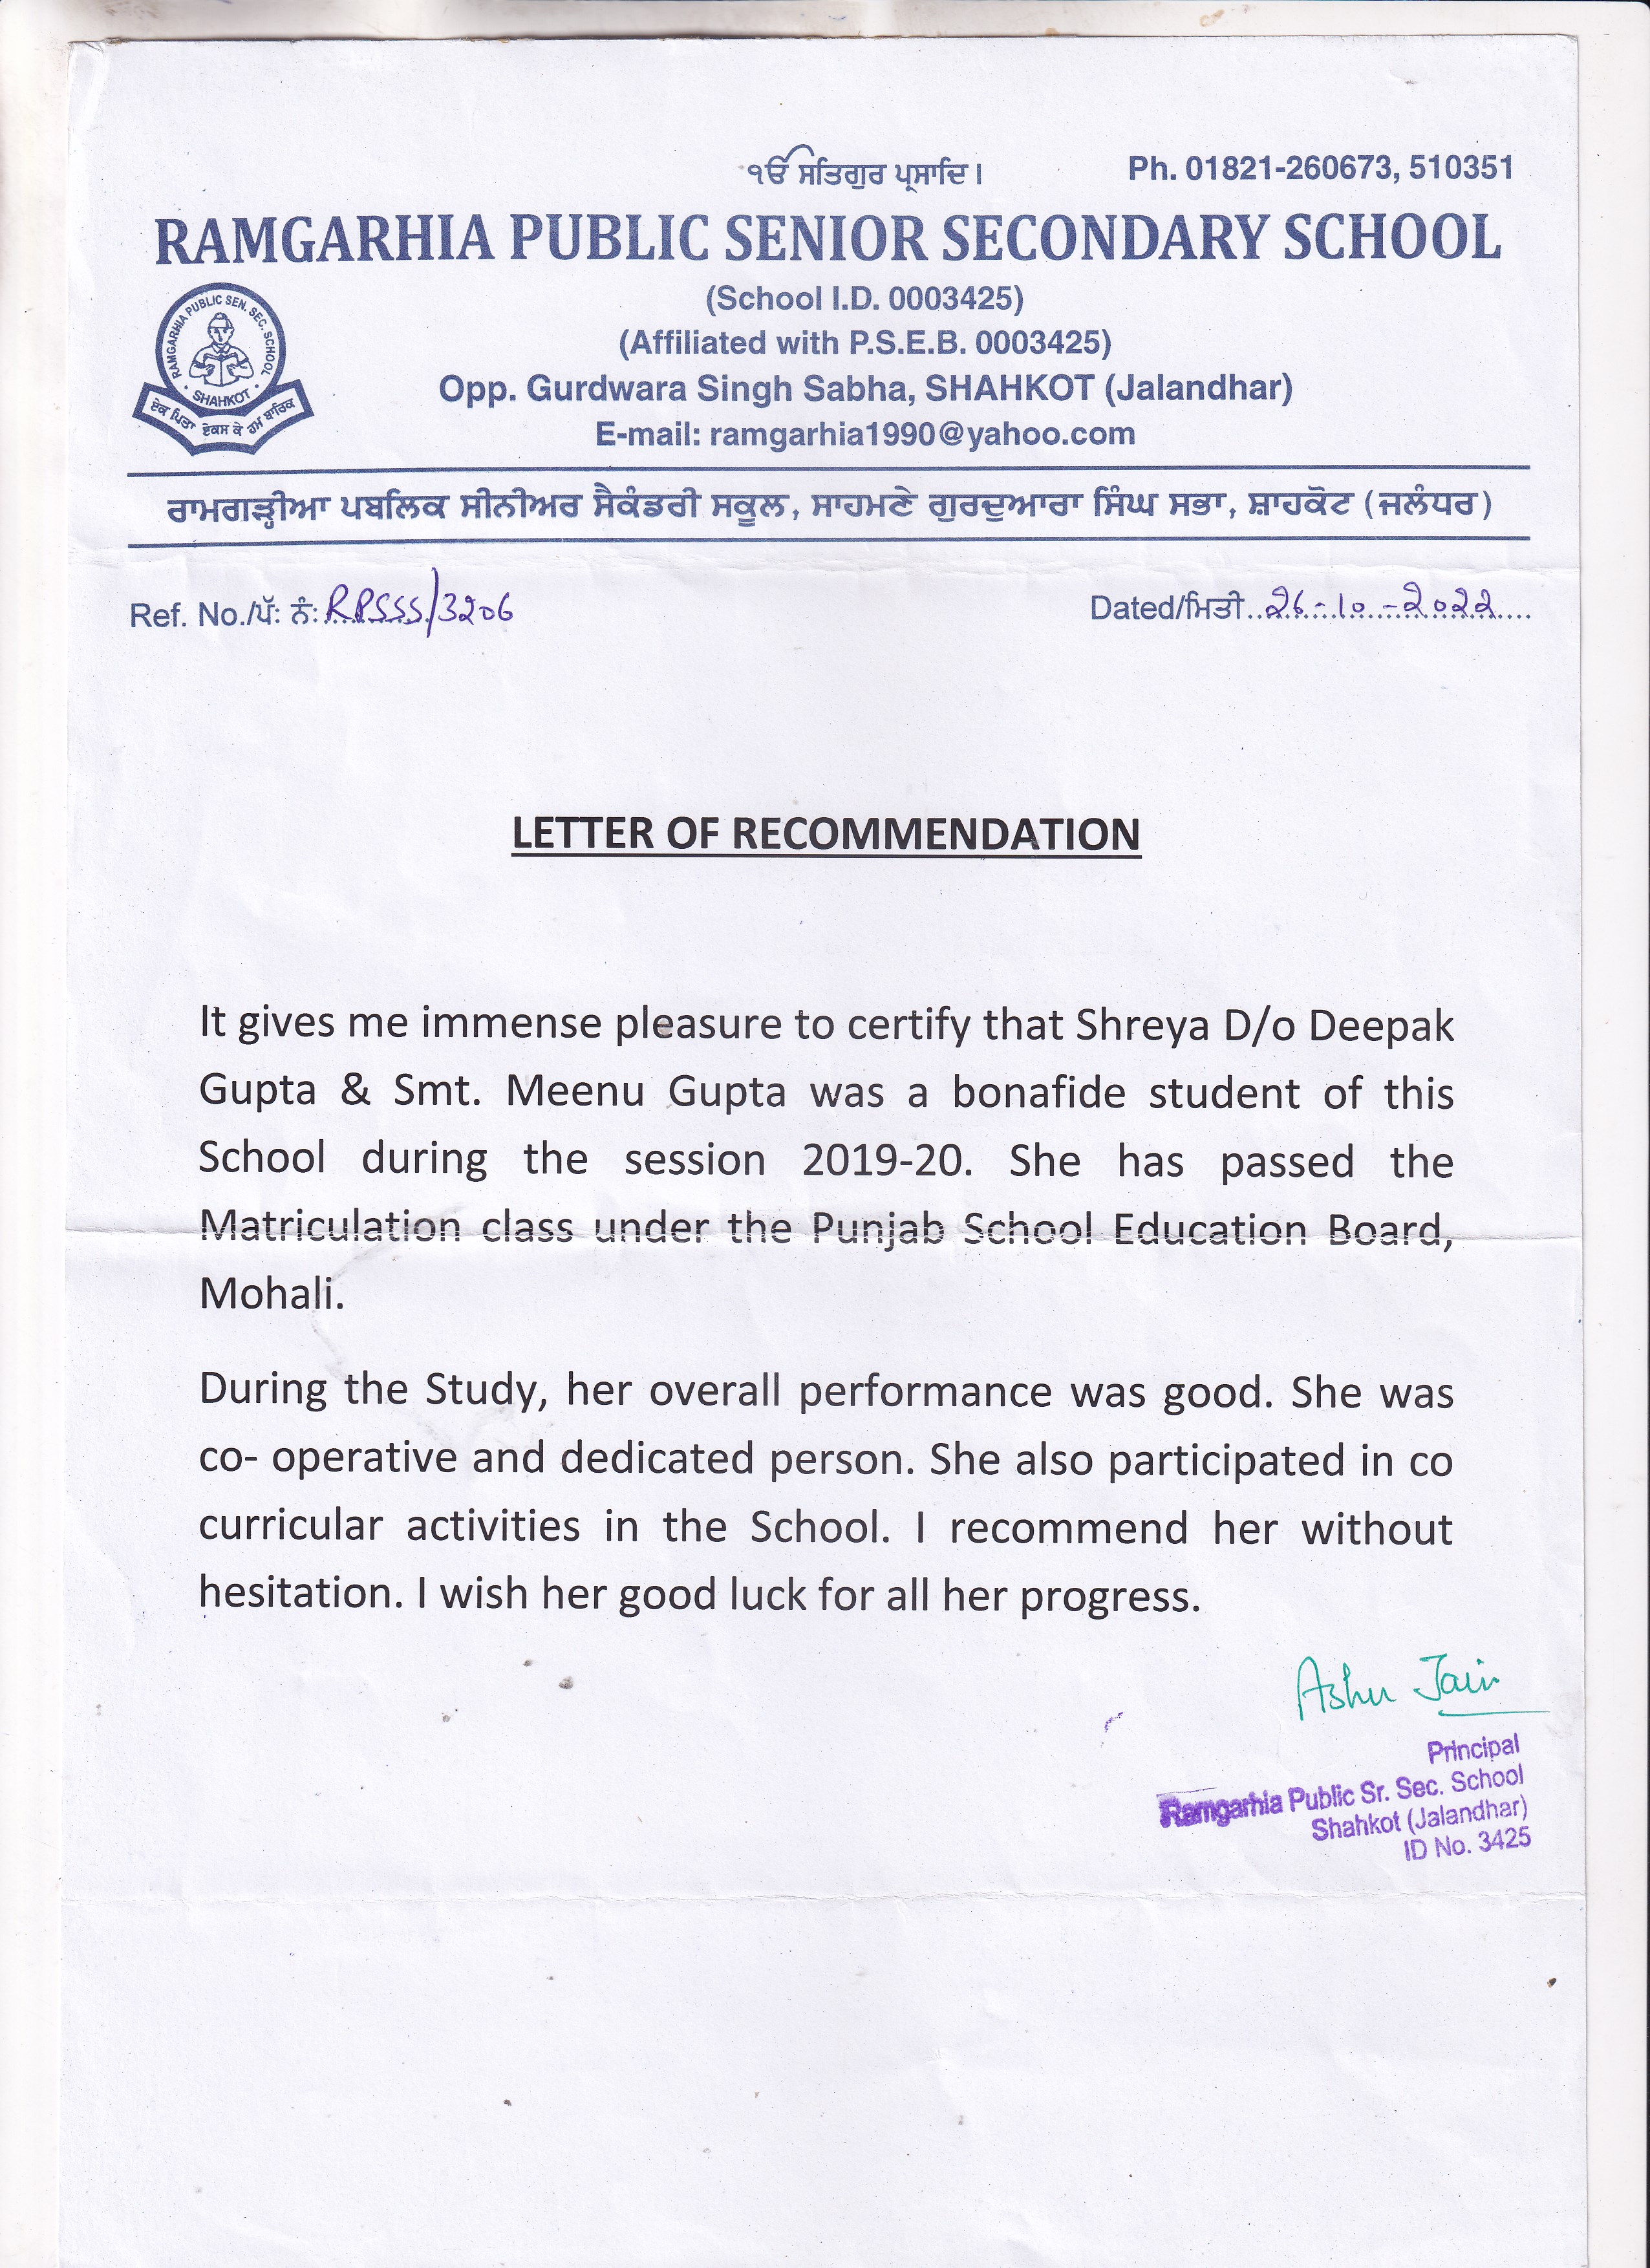 ੴ ਸਤਿਗੁਰ ਪ੍ਰਸਾਦਿ।
Ph. 01821-260673, 510351
RAMGARHIA PUBLIC SENIOR SECONDARY SCHOOL
RAMGARHIA PUBLIC SEN. SEC. SCHOOL
SHAHKOT
ਏਕ ਪਿਤਾ ਏਕਸ ਕੇ ਹਮ ਬਾਰਿਕ
(School I.D. 0003425)
(Affiliated with P.S.E.B. 0003425)
Opp. Gurdwara Singh Sabha, SHAHKOT (Jalandhar)
E-mail: ramgarhia1990@yahoo.com
ਰਾਮਗੜ੍ਹੀਆ ਪਬਲਿਕ ਸੀਨੀਅਰ ਸੈਕੰਡਰੀ ਸਕੂਲ, ਸਾਹਮਣੇ ਗੁਰਦੁਆਰਾ ਸਿੰਘ ਸਭਾ, ਸ਼ਾਹਕੋਟ (ਜਲੰਧਰ)
Ref. No./ਪੱ: ਨੰ: RPSSS/3206
Dated/ਮਿਤੀ..26-10-2022....
LETTER OF RECOMMENDATION
It gives me immense pleasure to certify that Shreya D/o Deepak
Gupta & Smt. Meenu Gupta was a bonafide student of this
School during the session 2019-20. She has passed the
Matriculation class under the Punjab School Education Board,
Mohali.
During the Study, her overall performance was good. She was
co- operative and dedicated person. She also participated in co
curricular activities in the School. I recommend her without
hesitation. I wish her good luck for all her progress.
Ashu Jain
Principal
Ramgarhia Public Sr. Sec. School
Shahkot (Jalandhar)
ID No. 3425